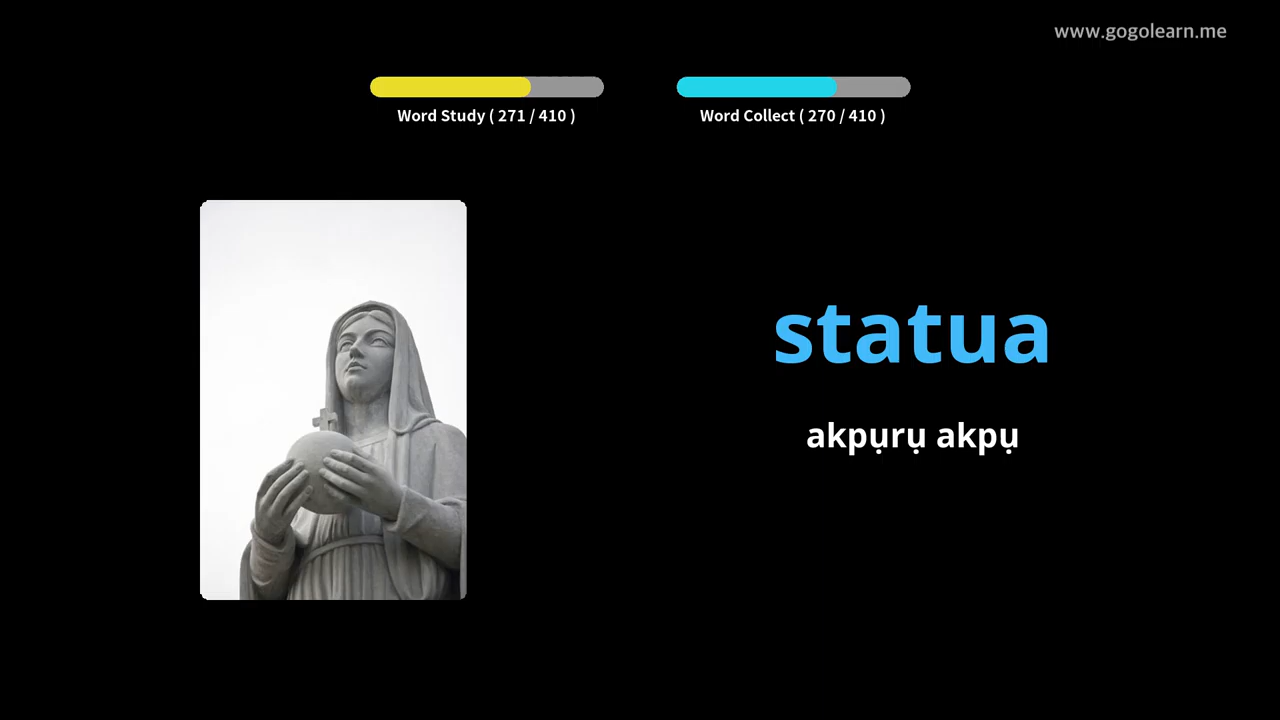 www.gogolearn.me
Word Study ( 271 / 410 )
Word Collect ( 270 / 410 )
statua
akpụrụ akpụ